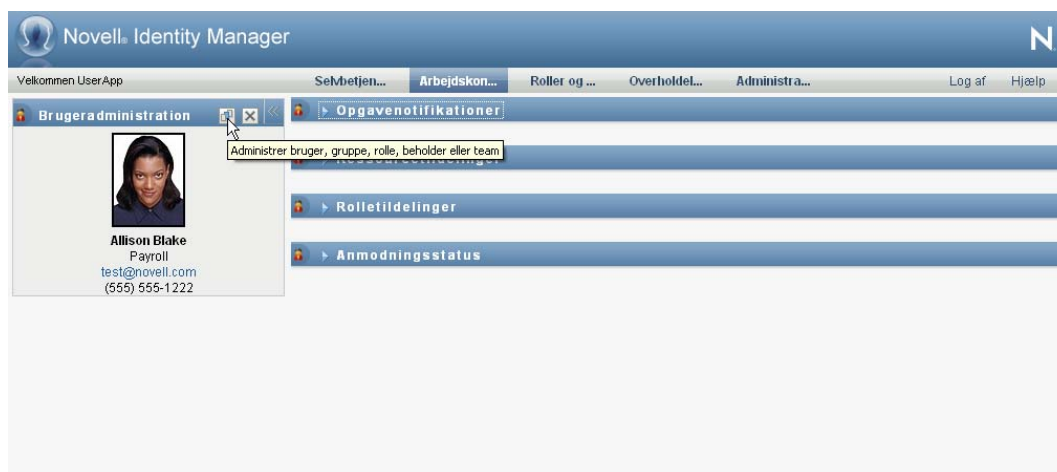 Novell® Identity Manager
N
Velkommen UserApp
Selvbetjen...
Arbejdskon...
Roller og ...
Overholdel...
Administra...
Log af
Hjælp
Brugeradministration
Opgavenotifikationer
Administrer bruger, gruppe, rolle, beholder eller team
Rolletildelinger
Allison Blake
Payroll
test@novell.com
(555) 555-1222
Anmodningsstatus